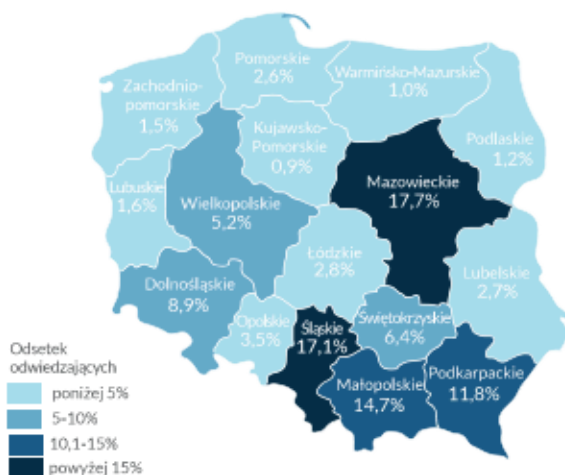 Pomorskie
2,6%
Warmińsko-Mazurskie
1,0%
Zachodnio-
pomorskie
1,5%
Kujawsko-
Pomorskie
0,9%
Podlaskie
1,2%
Mazowieckie
17,7%
Lubuskie
1,6%
Wielkopolskie
5,2%
Łódzkie
2,8%
Lubelskie
2,7%
Dolnośląskie
8,9%
Opolskie
3,5%
Śląskie
17,1%
Świętokrzyskie
6,4%
Małopolskie
14,7%
Podkarpackie
11,8%
Odsetek
odwiedzających
poniżej 5%
5-10%
10,1-15%
powyżej 15%